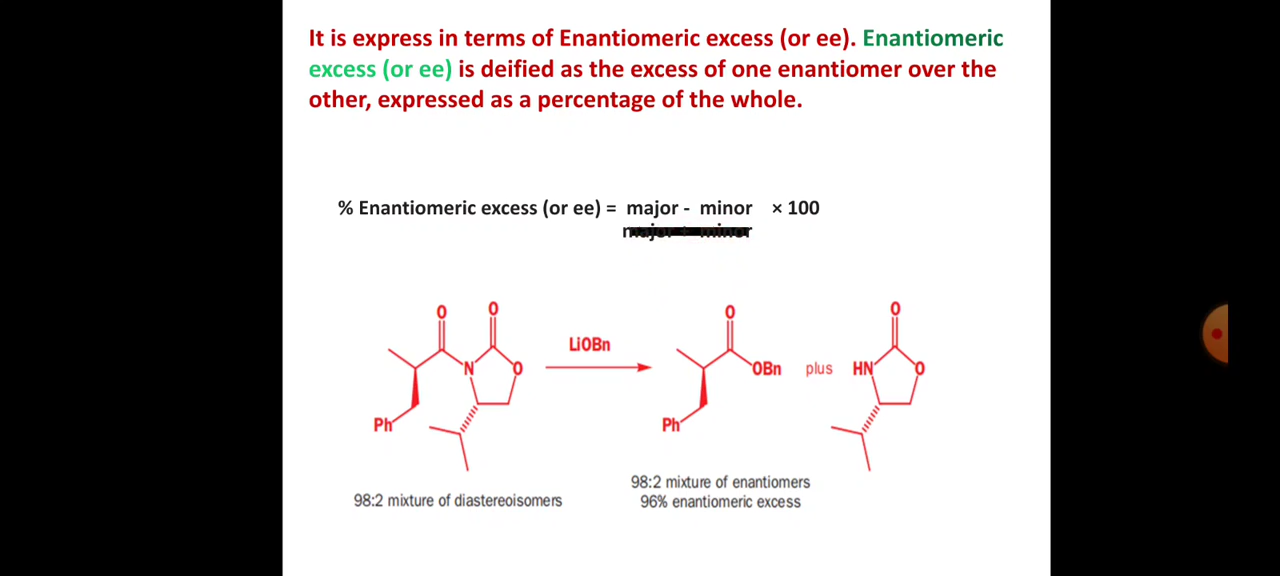 It is express in terms of Enantiomeric excess (or ee). Enantiomeric
excess (or ee) is deified as the excess of one enantiomer over the
other, expressed as a percentage of the whole.
% Enantiomeric excess (or ee) = major - minor × 100
major + minor
O O O O
LiOBn
N O OBn plus HN O
Ph Ph
98:2 mixture of enantiomers
98:2 mixture of diastereoisomers 96% enantiomeric excess